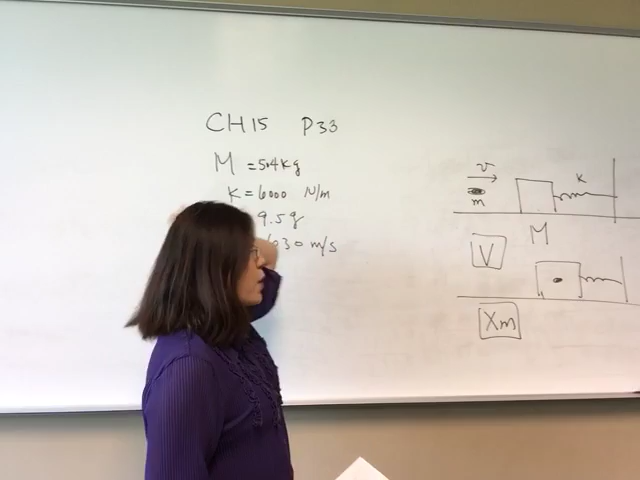 CH15 P33
M = 5.4 kg
K = 6000 N/m
9.5 g
630 m/s
v
m
K
M
V
Xm